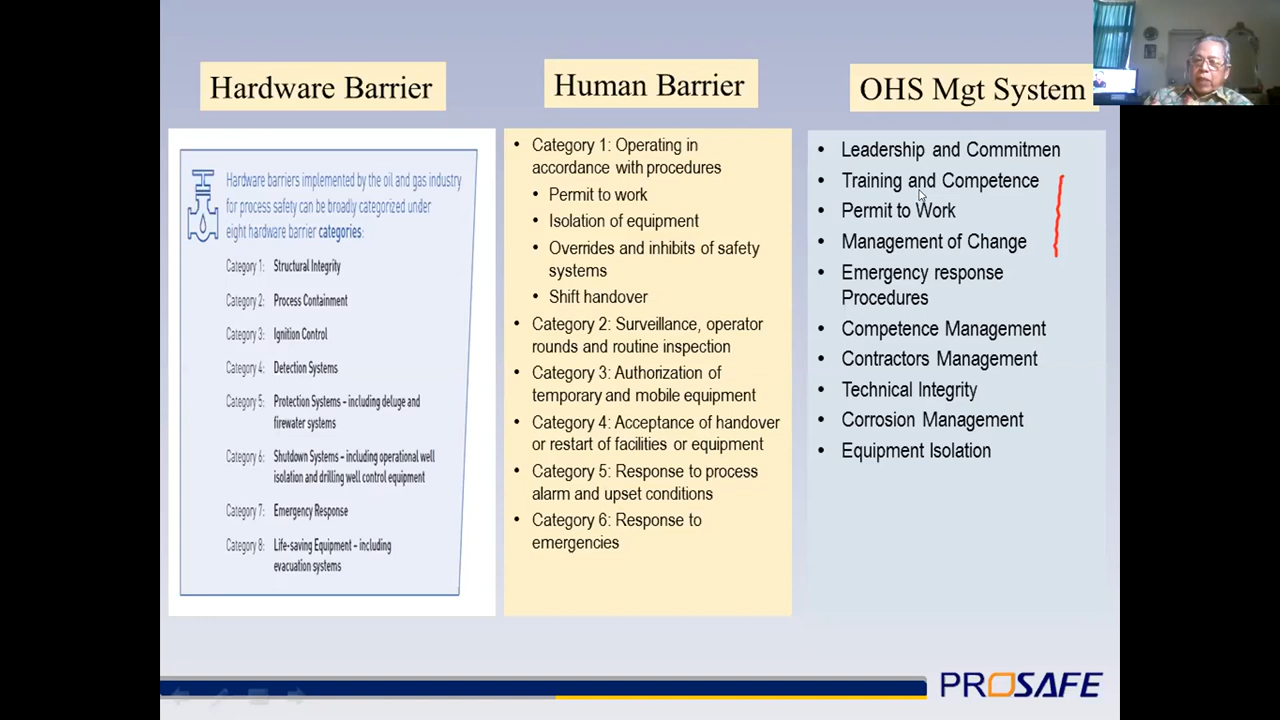 Hardware Barrier
Hardware barriers implemented by the oil and gas industry
for process safety can be broadly categorized under
eight hardware barrier categories:
Category 1: Structural Integrity
Category 2: Process Containment
Category 3: Ignition Control
Category 4: Detection Systems
Category 5: Protection Systems – including deluge and
firewater systems
Category 6: Shutdown Systems – including operational well
isolation and drilling well control equipment
Category 7: Emergency Response
Category 8: Life-saving Equipment – including
evacuation systems
Human Barrier
• Category 1: Operating in
accordance with procedures
• Permit to work
• Isolation of equipment
• Overrides and inhibits of safety
systems
• Shift handover
• Category 2: Surveillance, operator
rounds and routine inspection
• Category 3: Authorization of
temporary and mobile equipment
• Category 4: Acceptance of handover
or restart of facilities or equipment
• Category 5: Response to process
alarm and upset conditions
• Category 6: Response to
emergencies
OHS Mgt System
• Leadership and Commitmen
• Training and Competence
• Permit to Work
• Management of Change
• Emergency response
Procedures
• Competence Management
• Contractors Management
• Technical Integrity
• Corrosion Management
• Equipment Isolation
PROSAFE